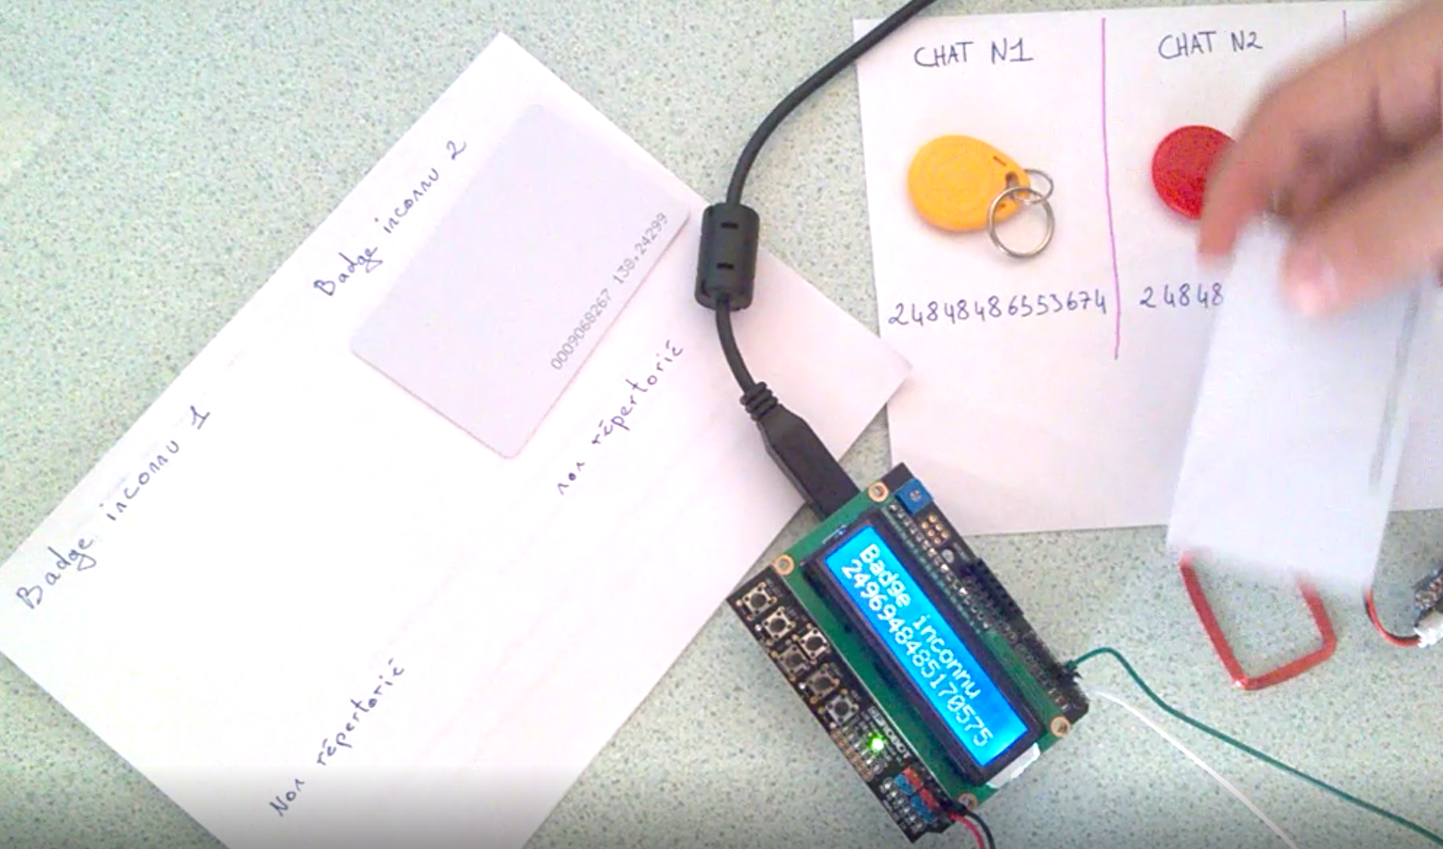 CHAT N1
CHAT N2
24848486553674
24848
Badge inconnu 2
0009068267 138,24299
non répertorié
Badge inconnu 1
Non répertorié
Badge inconnu
2496948485170575